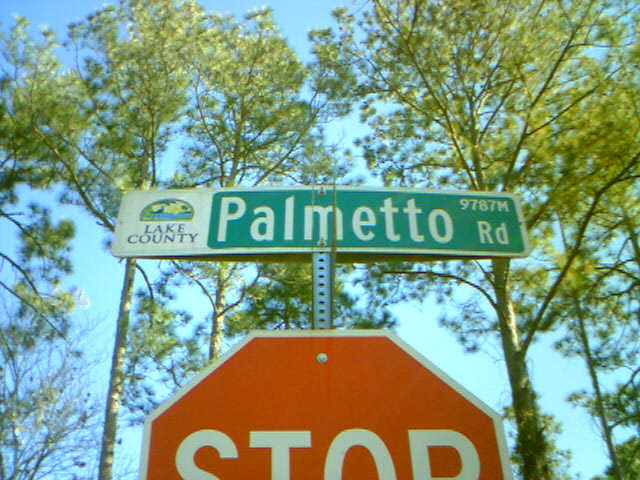 LAKE
COUNTY
Palmetto Rd
9787M
STOP